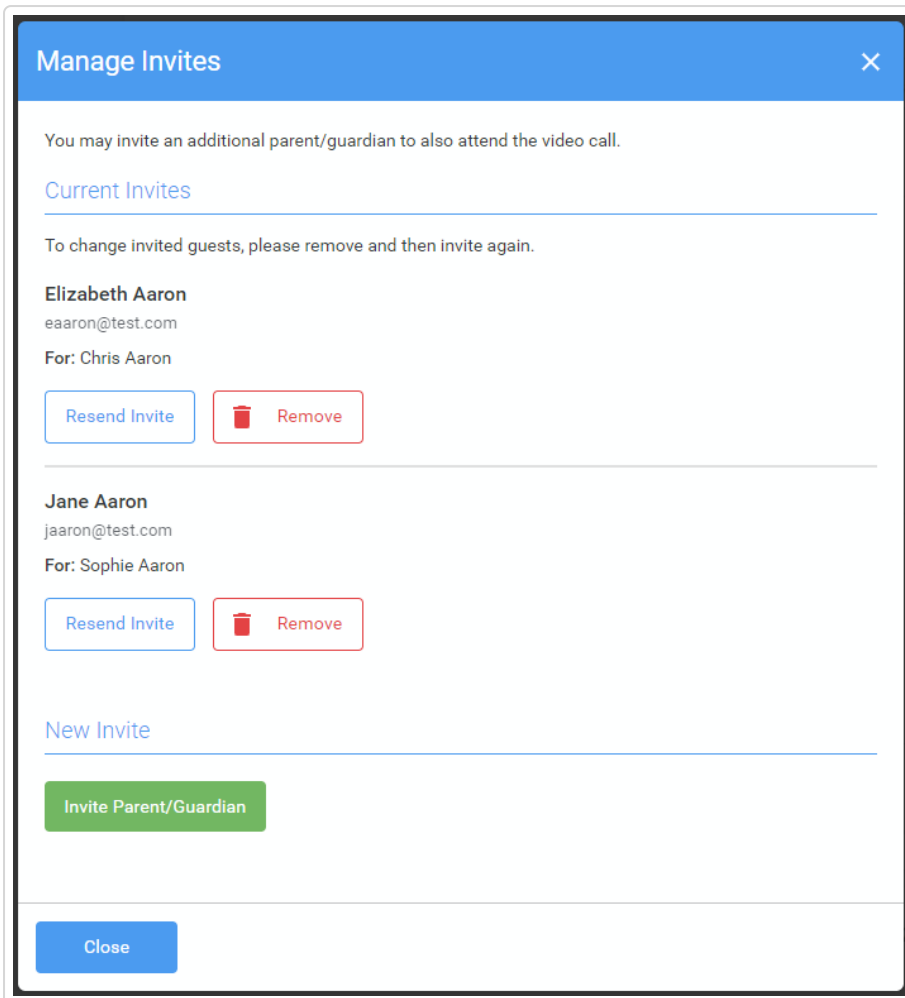 Manage Invites
You may invite an additional parent/guardian to also attend the video call.
Current Invites
To change invited guests, please remove and then invite again.
Elizabeth Aaron
eaaron@test.com
For: Chris Aaron
Resend Invite Remove
Jane Aaron
jaaron@test.com
For: Sophie Aaron
Resend Invite Remove
New Invite
Invite Parent/Guardian
Close